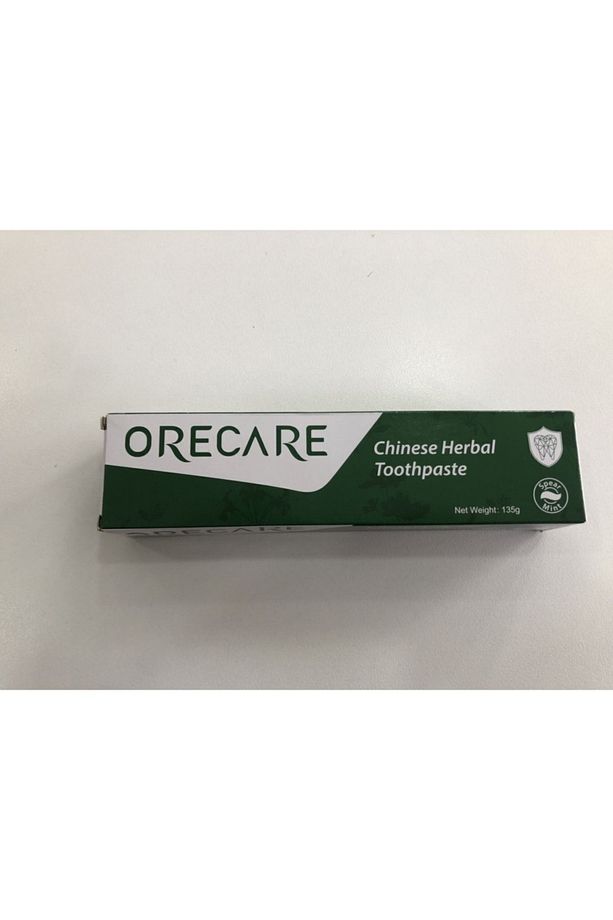 ORECARE
Chinese Herbal
Toothpaste
Net Weight: 135g
Spear
Mint
ORECARE